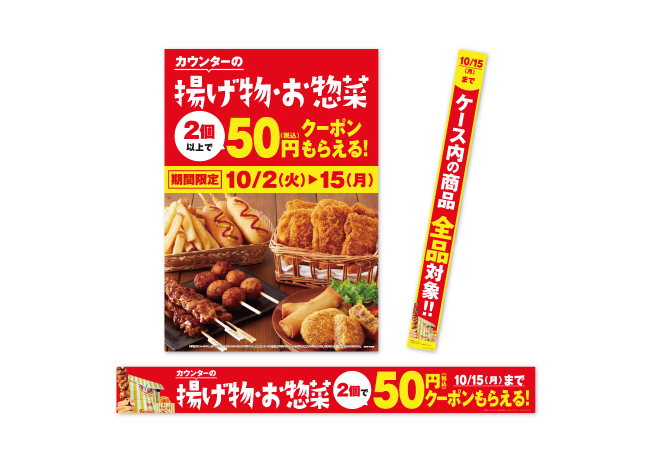 カウンターの
揚げ物・お惣菜
2個
以上で
50円(税込)クーポン
もらえる!
期間限定 10/2(火)▶15(月)
10/15
(月)
まで
ケース内の商品 全品対象!!
カウンターの
揚げ物・お惣菜
2個で
50円(税込)
10/15(月)まで
クーポンもらえる!